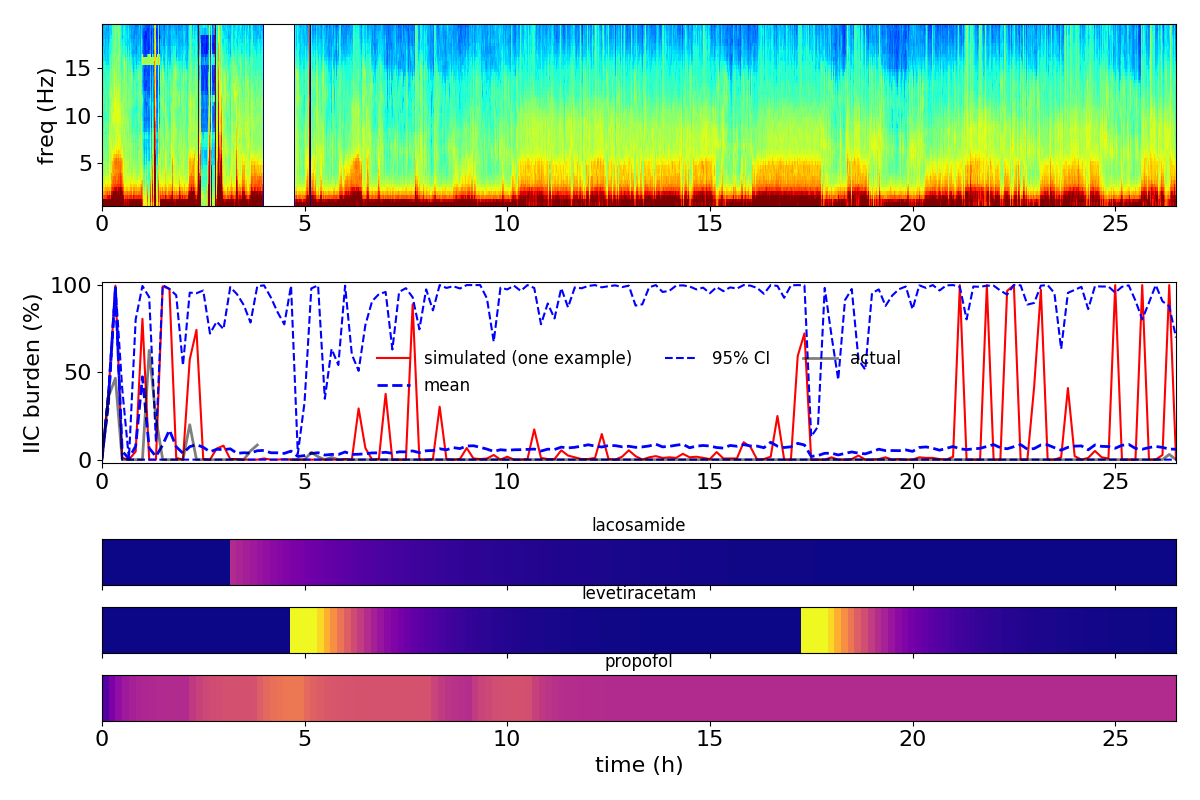 freq (Hz)
15
10
5
0 5 10 15 20 25
IIC burden (%)
100
50
0
simulated (one example) 95% CI actual
mean
0 5 10 15 20 25
lacosamide
levetiracetam
propofol
0 5 10 15 20 25
time (h)